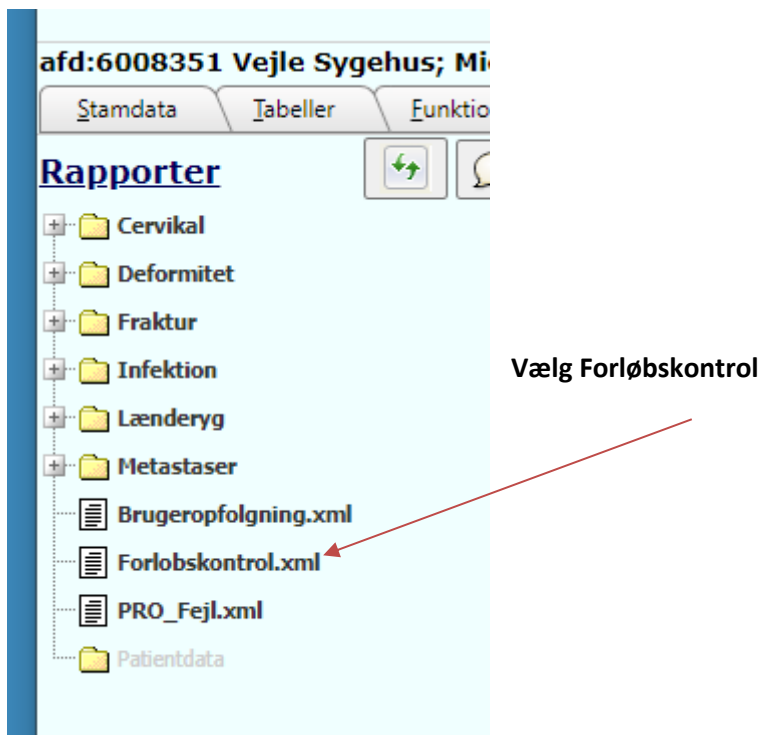 afd:6008351 Vejle Sygehus; Mi
Stamdata Tabeller Funktio
Rapporter
Cervikal
Deformitet
Fraktur
Infektion
Vælg Forløbskontrol
Lænderyg
Metastaser
Brugeropfolgning.xml
Forlobskontrol.xml
PRO_Fejl.xml
Patientdata